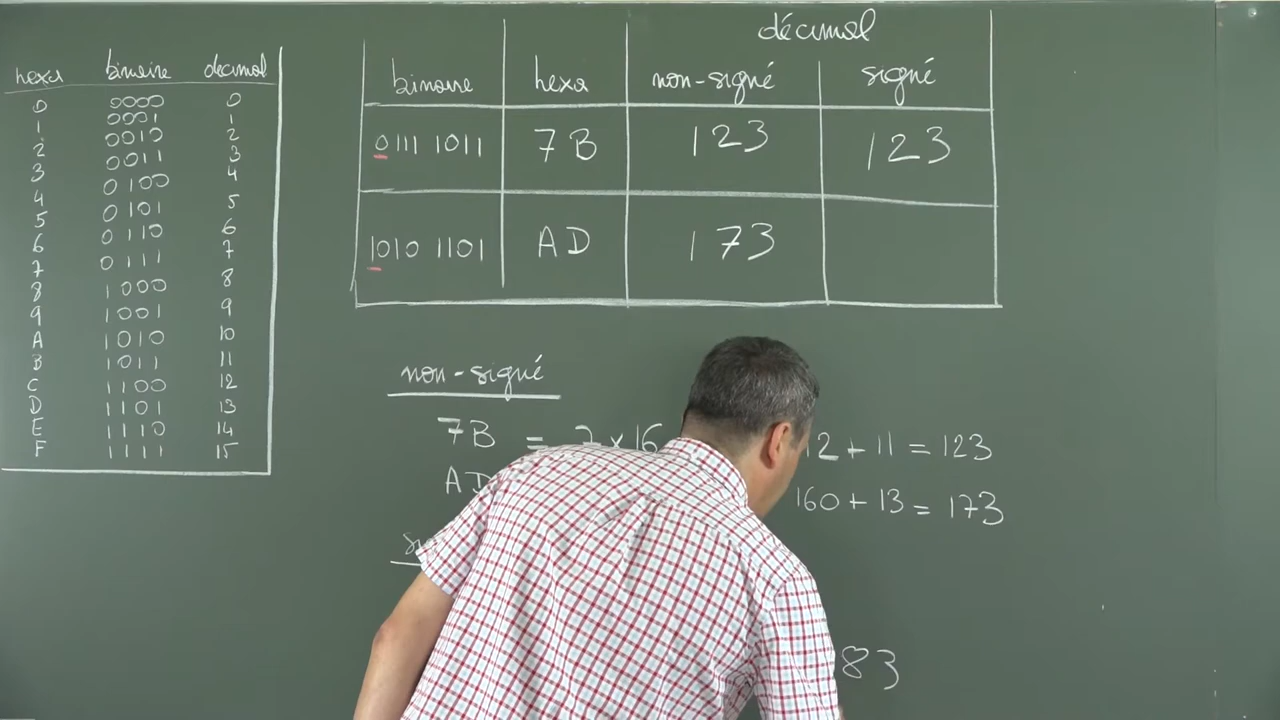 hexa binaire décimal
0 0000 0
1 0001 1
2 0010 2
3 0011 3
4 0100 4
5 0101 5
6 0110 6
7 0111 7
8 1000 8
9 1001 9
A 1010 10
B 1011 11
C 1100 12
D 1101 13
E 1110 14
F 1111 15
décimal
binaire hexa non-signé signé
0111 1011 7B 123 123
1010 1101 AD 173
non-signé
7B = 7 × 16 12 + 11 = 123
AD 160 + 13 = 173
83